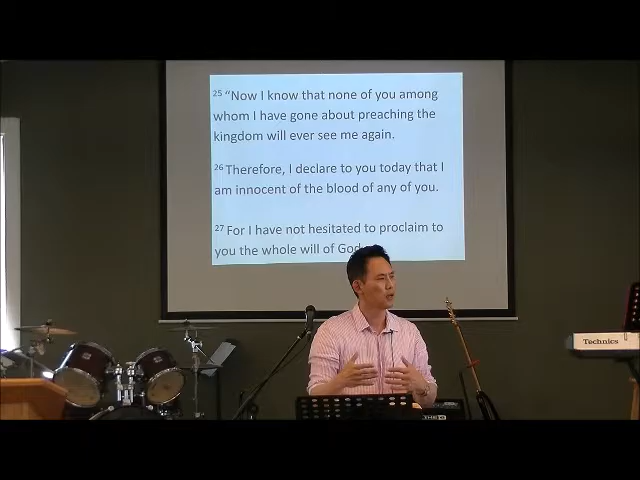 25 “Now I know that none of you among
whom I have gone about preaching the
kingdom will ever see me again.
26 Therefore, I declare to you today that I
am innocent of the blood of any of you.
27 For I have not hesitated to proclaim to
you the whole will of God
Technics